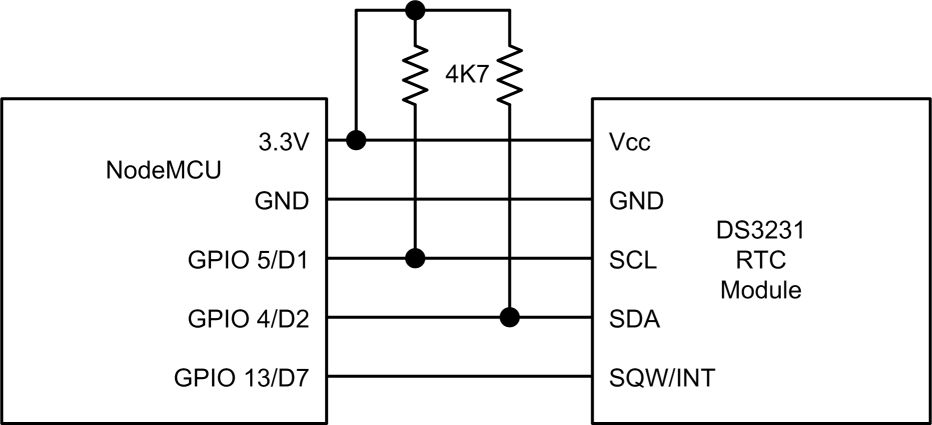 4K7
3.3V
Vcc
NodeMCU
GND
GND
DS3231
GPIO 5/D1
SCL
RTC
Module
GPIO 4/D2
SDA
GPIO 13/D7
SQW/INT